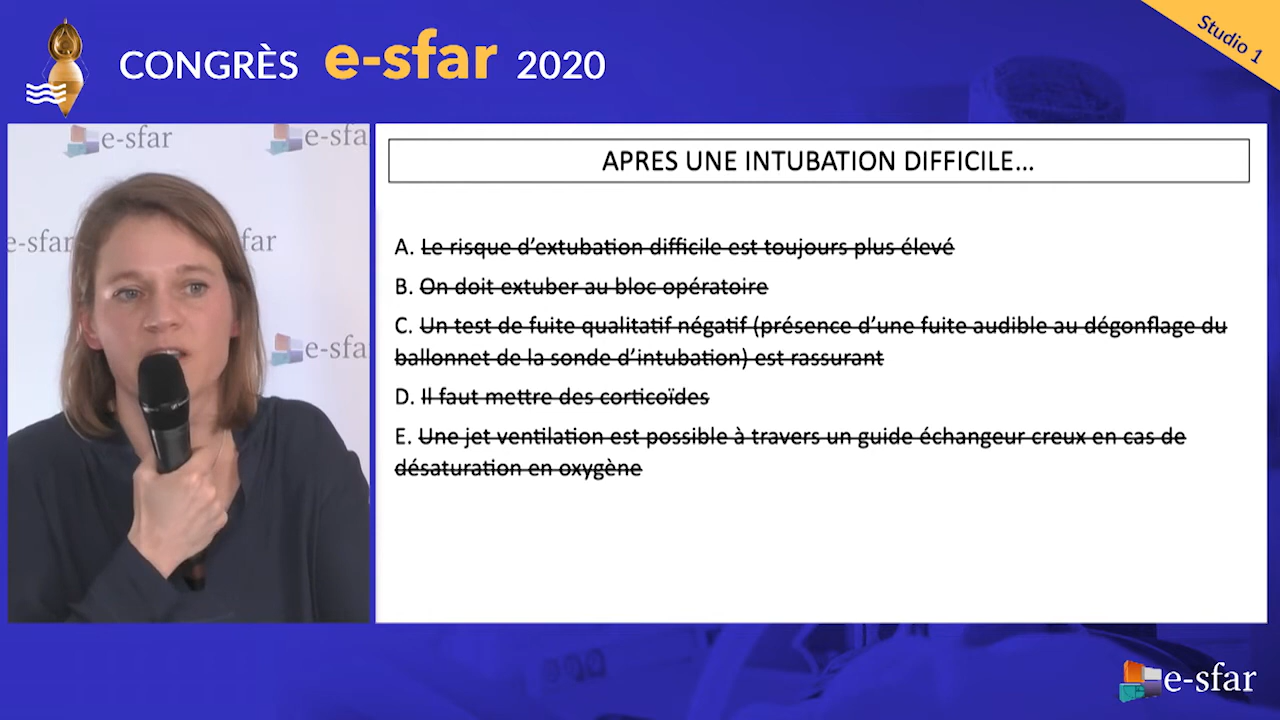 Studio 1
CONGRÈS e-sfar 2020
e-sfar
e-sfa
e-sfar
far
e-sfa
APRES UNE INTUBATION DIFFICILE...
A. Le risque d'extubation difficile est toujours plus élevé
B. On doit extuber au bloc opératoire
C. Un test de fuite qualitatif négatif (présence d'une fuite audible au dégonflage du
ballonnet de la sonde d'intubation) est rassurant
D. Il faut mettre des corticoïdes
E. Une jet ventilation est possible à travers un guide échangeur creux en cas de
désaturation en oxygène
e-sfar